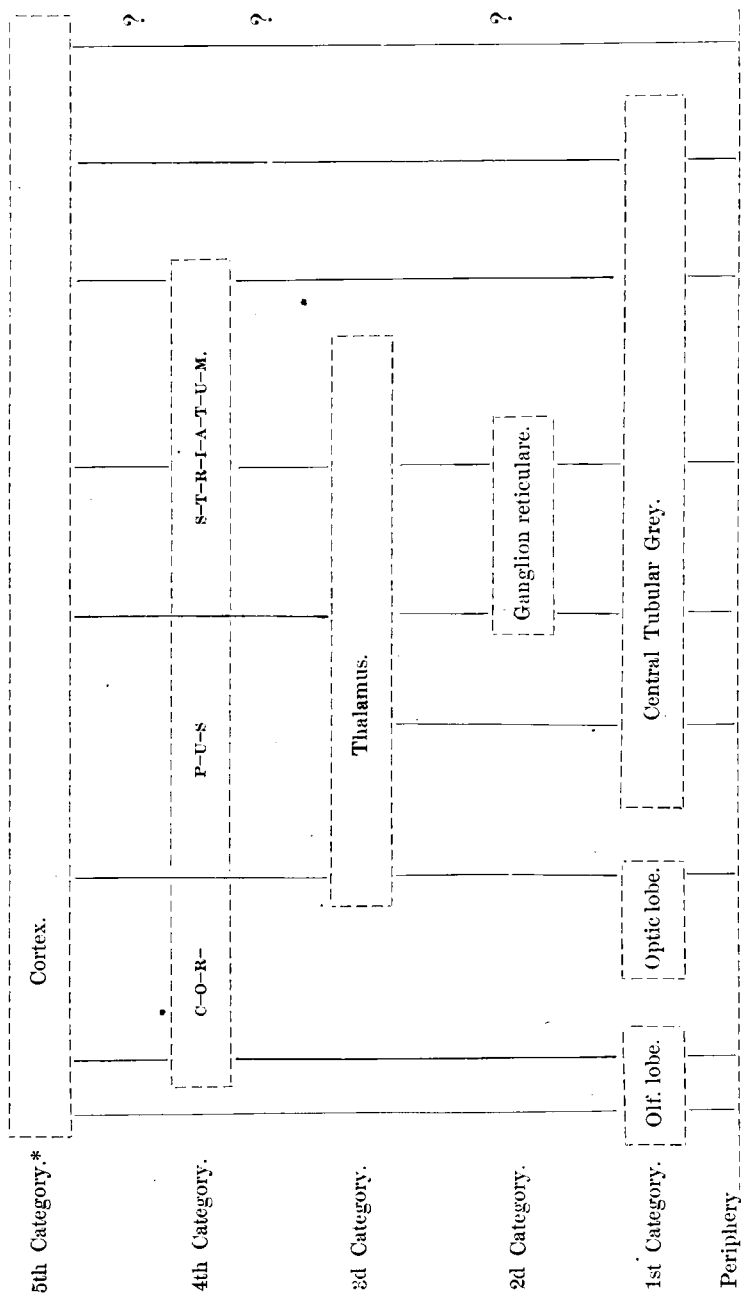 5th Category.* Cortex.
? ? ?
4th Category. C–O–R– P–U–S S–T–R–I–A–T–U–M.
3d Category. Thalamus.
2d Category. Ganglion reticulare.
1st Category. Olf. lobe. Optic lobe. Central Tubular Grey.
Periphery